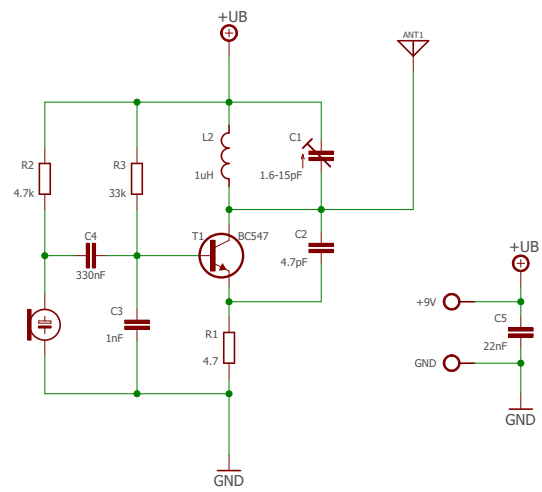 +UB
ANT1
L2
1uH
C1
1.6-15pF
R2
4.7k
R3
33k
C4
330nF
T1
BC547
C2
4.7pF
C3
1nF
R1
4.7
GND
+UB
+9V
C5
22nF
GND
GND